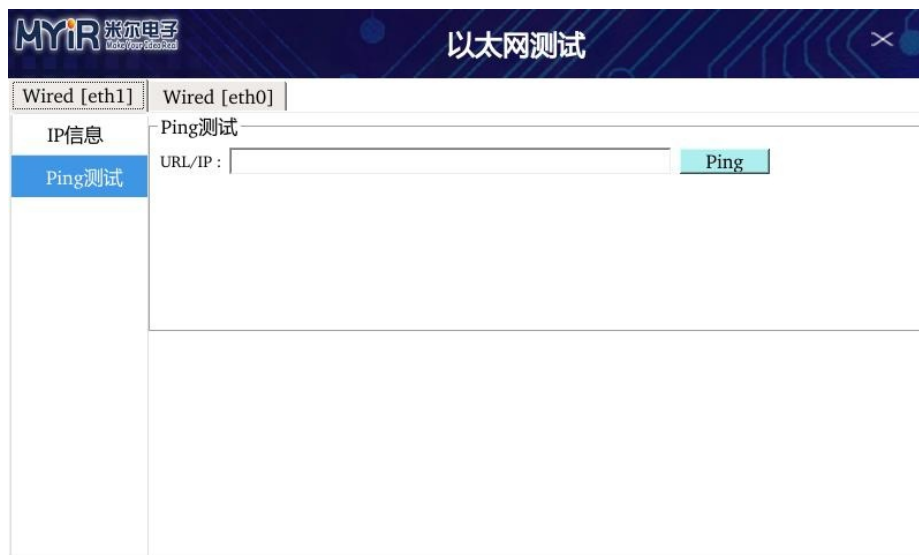 MYiR 米尔电子
Make Your Idea Real
以太网测试
Wired [eth1]
Wired [eth0]
IP信息
Ping测试
Ping测试
URL/IP :
Ping